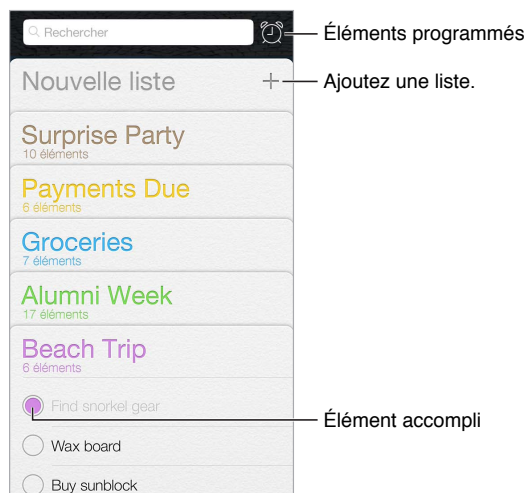 Rechercher
Éléments programmés
Nouvelle liste
Ajoutez une liste.
Surprise Party
10 éléments
Payments Due
6 éléments
Groceries
7 éléments
Alumni Week
17 éléments
Beach Trip
6 éléments
Find snorkel gear
Élément accompli
Wax board
Buy sunblock